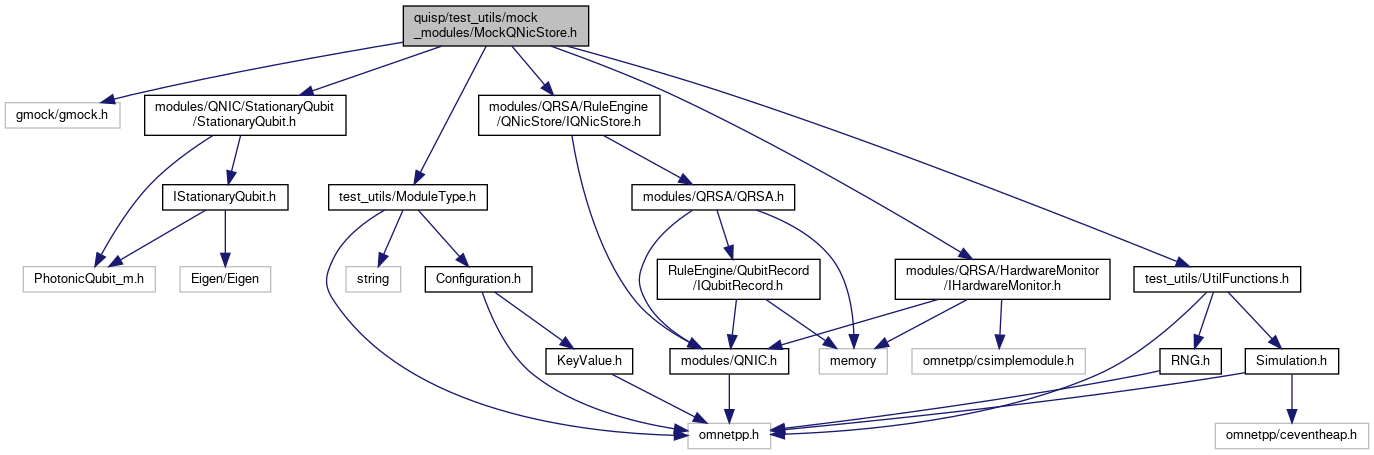 quisp/test_utils/mock
_modules/MockQNicStore.h
gmock/gmock.h
modules/QNIC/StationaryQubit
/StationaryQubit.h
modules/QRSA/RuleEngine
/QNicStore/IQNicStore.h
IStationaryQubit.h
test_utils/ModuleType.h
modules/QRSA/QRSA.h
PhotonicQubit_m.h
Eigen/Eigen
string
Configuration.h
RuleEngine/QubitRecord
/IQubitRecord.h
modules/QRSA/HardwareMonitor
/IHardwareMonitor.h
test_utils/UtilFunctions.h
KeyValue.h
modules/QNIC.h
memory
omnetpp/csimplemodule.h
RNG.h
Simulation.h
omnetpp.h
omnetpp/ceventheap.h